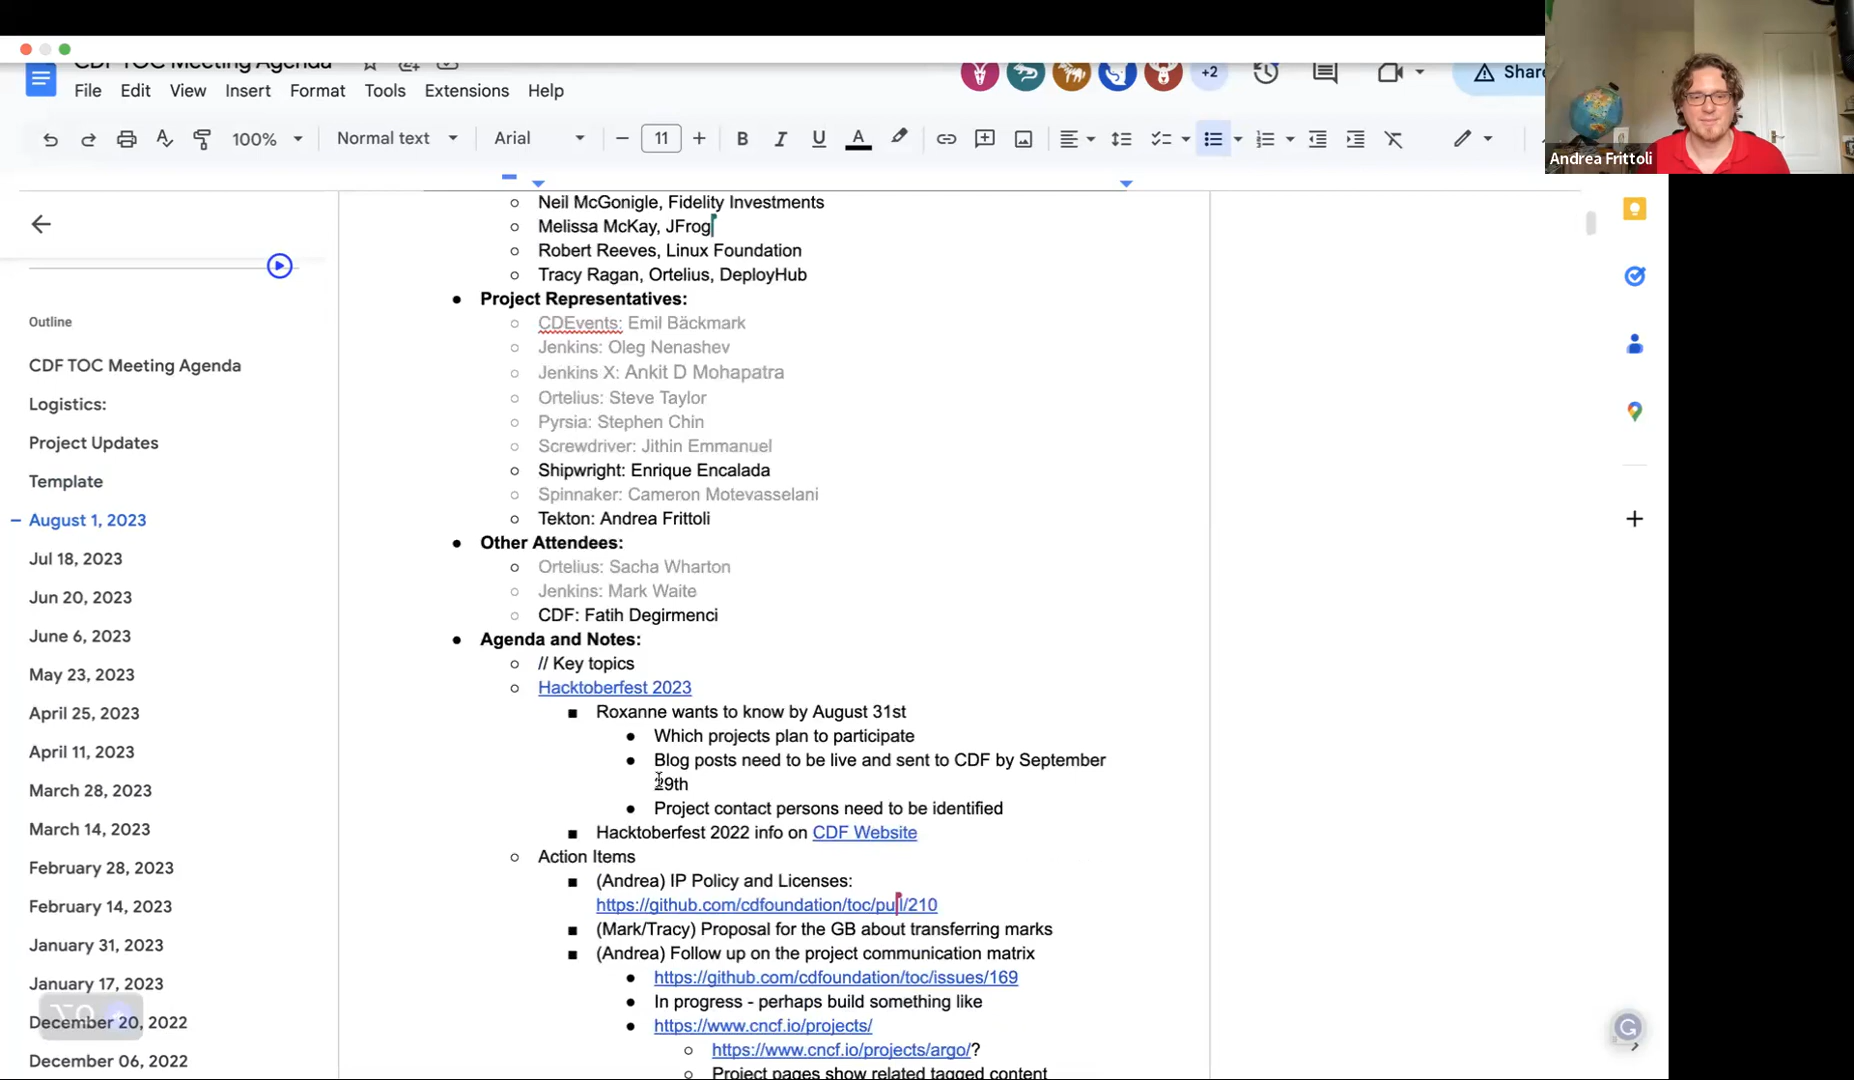 CDF TOC Meeting Agenda
File Edit View Insert Format Tools Extensions Help
+2
Share
100% Normal text Arial 11
Andrea Frittoli
Outline
CDF TOC Meeting Agenda
Logistics:
Project Updates
Template
August 1, 2023
Jul 18, 2023
Jun 20, 2023
June 6, 2023
May 23, 2023
April 25, 2023
April 11, 2023
March 28, 2023
March 14, 2023
February 28, 2023
February 14, 2023
January 31, 2023
January 17, 2023
December 20, 2022
December 06, 2022
Neil McGonigle, Fidelity Investments
Melissa McKay, JFrog
Robert Reeves, Linux Foundation
Tracy Ragan, Ortelius, DeployHub
Project Representatives:
CDEvents: Emil Bäckmark
Jenkins: Oleg Nenashev
Jenkins X: Ankit D Mohapatra
Ortelius: Steve Taylor
Pyrsia: Stephen Chin
Screwdriver: Jithin Emmanuel
Shipwright: Enrique Encalada
Spinnaker: Cameron Motevasselani
Tekton: Andrea Frittoli
Other Attendees:
Ortelius: Sacha Wharton
Jenkins: Mark Waite
CDF: Fatih Degirmenci
Agenda and Notes:
// Key topics
Hacktoberfest 2023
Roxanne wants to know by August 31st
Which projects plan to participate
Blog posts need to be live and sent to CDF by September
29th
Project contact persons need to be identified
Hacktoberfest 2022 info on CDF Website
Action Items
(Andrea) IP Policy and Licenses:
https://github.com/cdfoundation/toc/pull/210
(Mark/Tracy) Proposal for the GB about transferring marks
(Andrea) Follow up on the project communication matrix
https://github.com/cdfoundation/toc/issues/169
In progress - perhaps build something like
https://www.cncf.io/projects/
https://www.cncf.io/projects/argo/?
Project pages show related tagged content